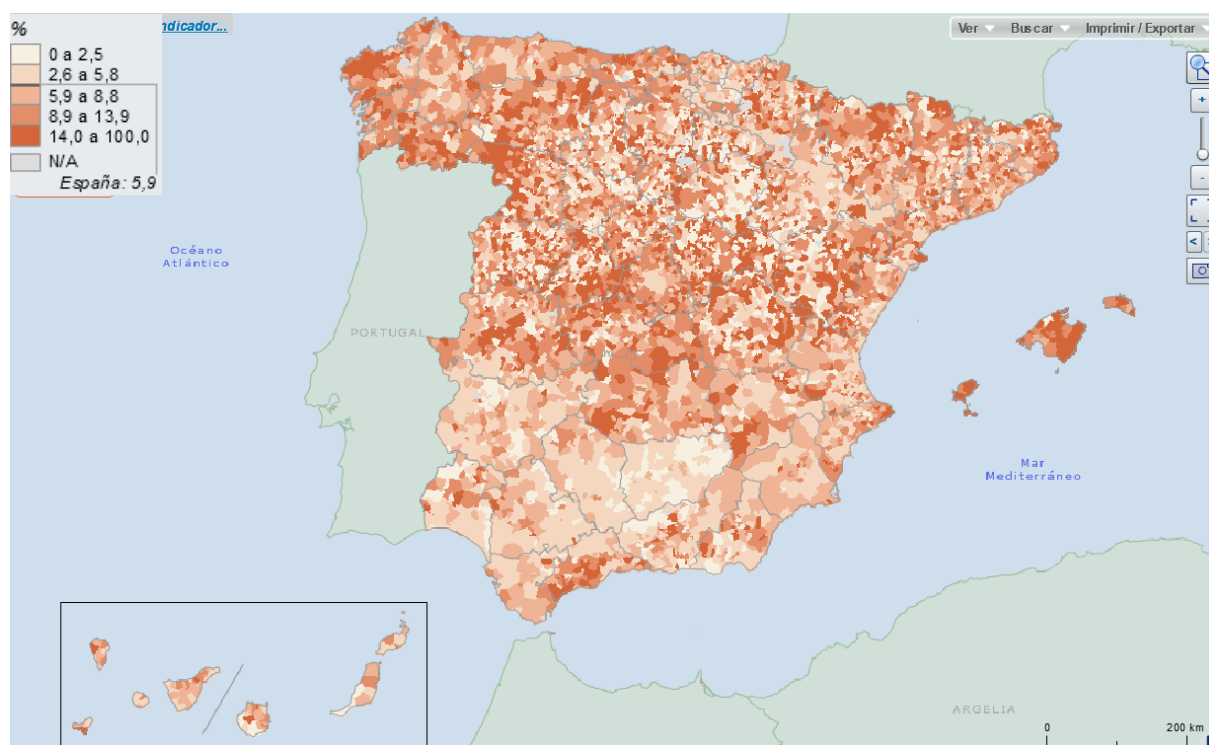 %
ndicador...
0 a 2,5
2,6 a 5,8
5,9 a 8,8
8,9 a 13,9
14,0 a 100,0
N/A
España: 5,9
Ver
Buscar
Imprimir / Exportar
+
-
<
Océano
Atlántico
PORTUGAL
Mar
Mediterráneo
ARGELIA
0
200 km